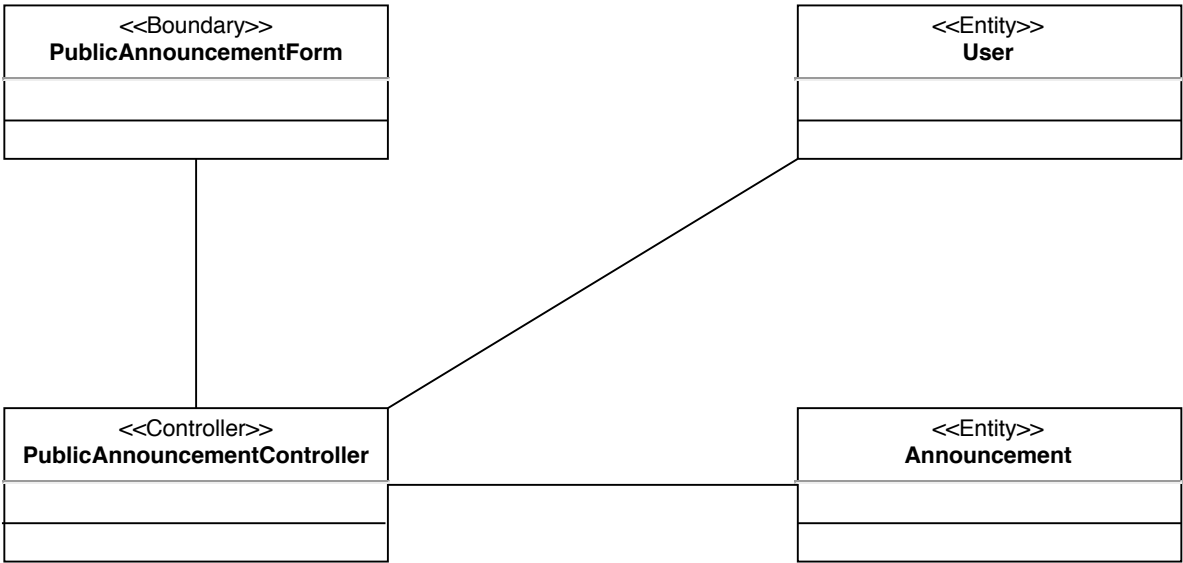 <<Boundary>>
PublicAnnouncementForm
<<Entity>>
User
<<Controller>>
PublicAnnouncementController
<<Entity>>
Announcement